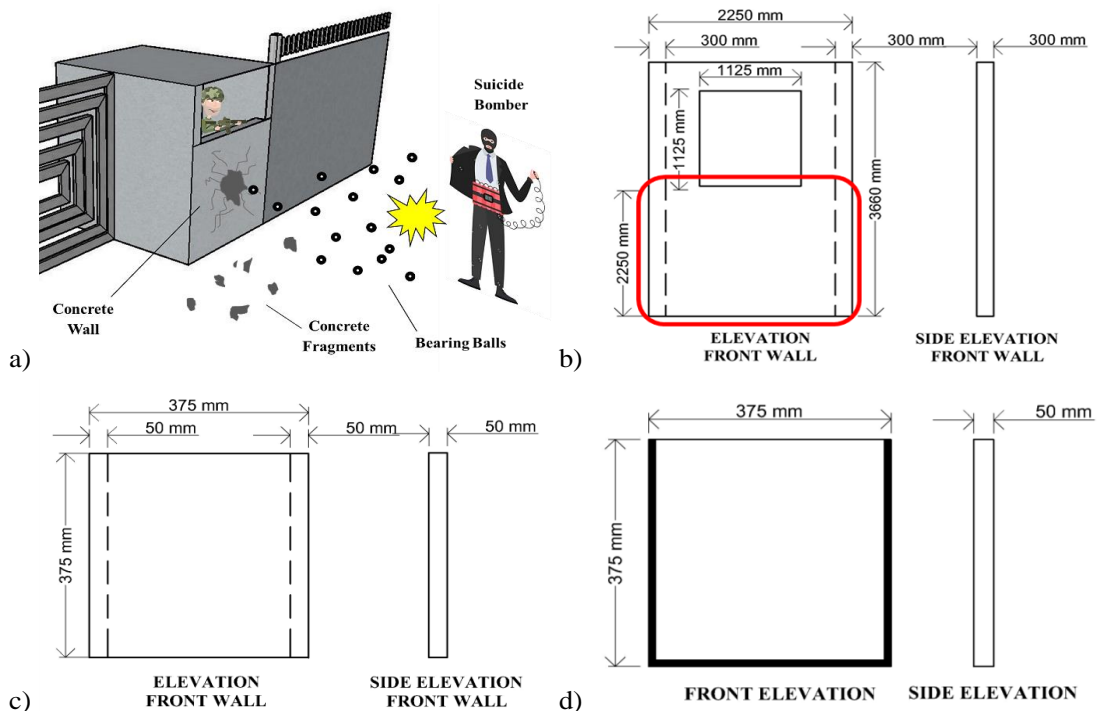 Suicide
Bomber
Concrete
Wall
Concrete
Fragments
Bearing Balls
a)
2250 mm
300 mm
300 mm
300 mm
1125 mm
1125 mm
2250 mm
3660 mm
ELEVATION
FRONT WALL
SIDE ELEVATION
FRONT WALL
b)
375 mm
50 mm
50 mm
50 mm
375 mm
ELEVATION
FRONT WALL
SIDE ELEVATION
FRONT WALL
c)
375 mm
50 mm
375 mm
FRONT ELEVATION
SIDE ELEVATION
d)